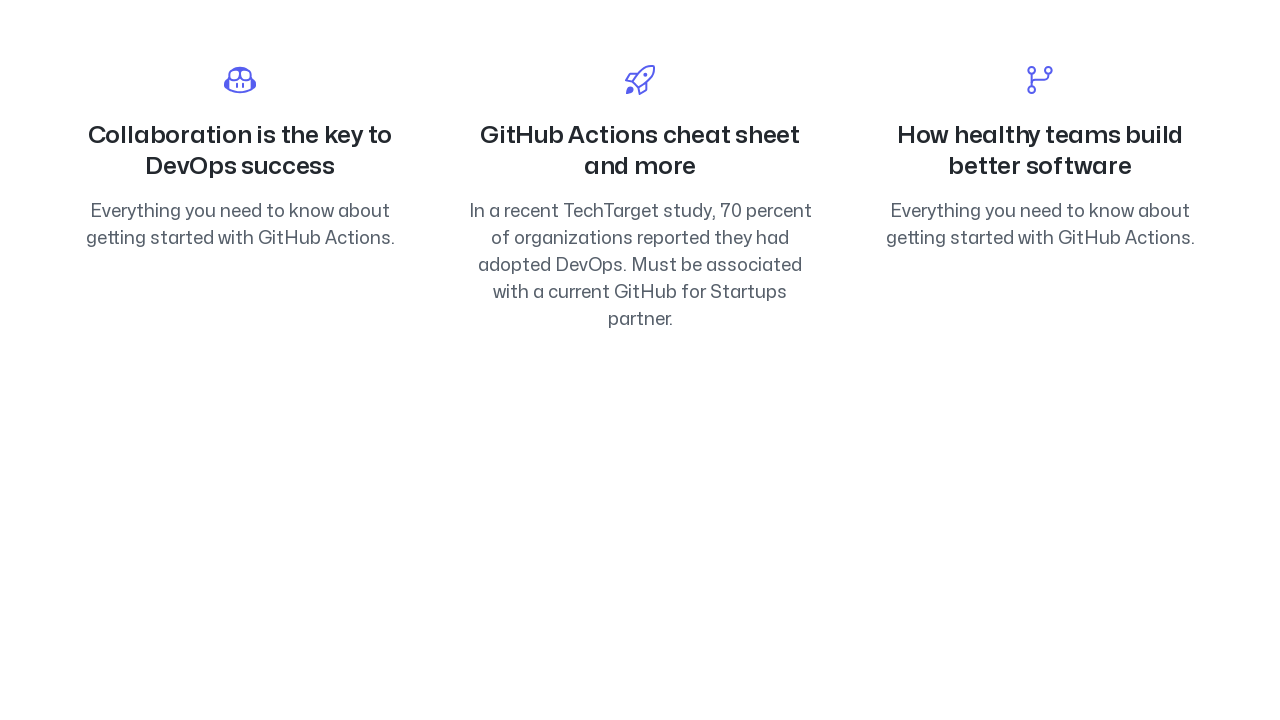 Collaboration is the key to
DevOps success
Everything you need to know about
getting started with GitHub Actions.
GitHub Actions cheat sheet
and more
In a recent TechTarget study, 70 percent
of organizations reported they had
adopted DevOps. Must be associated
with a current GitHub for Startups
partner.
How healthy teams build
better software
Everything you need to know about
getting started with GitHub Actions.